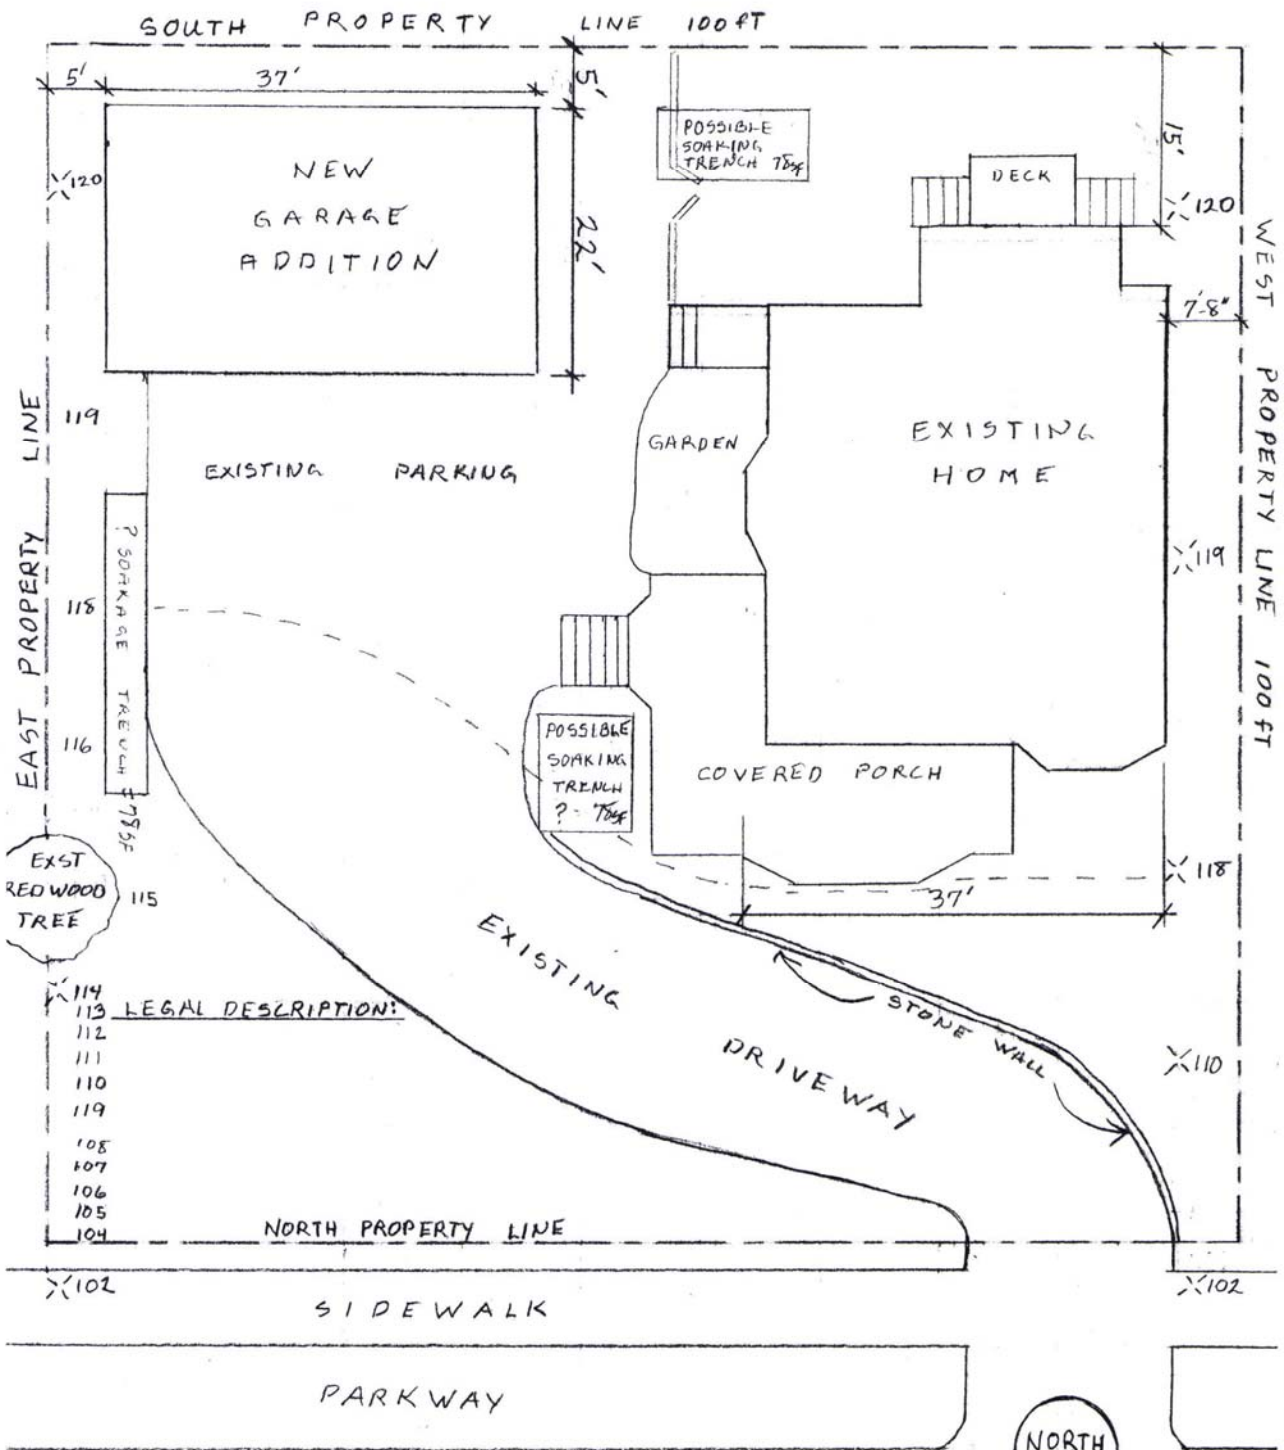 SOUTH PROPERTY LINE 100 FT
5'
37'
5'
15'
POSSIBLE
SOAKING
TRENCH 78SF
NEW
GARAGE
ADDITION
DECK
120
120
22'
WEST PROPERTY LINE 100 FT
7'-8"
EAST PROPERTY LINE
119
GARDEN
EXISTING
HOME
EXISTING PARKING
? SOAKAGE TRENCH 78SF
119
118
116
POSSIBLE
SOAKING
TRENCH
? - 78SF
COVERED PORCH
EXST
REDWOOD
TREE
115
118
37'
EXISTING
DRIVEWAY
STONE WALL
114
113
LEGAL DESCRIPTION:
112
111
110
119
108
107
106
105
104
110
NORTH PROPERTY LINE
102
102
SIDEWALK
PARKWAY
NORTH